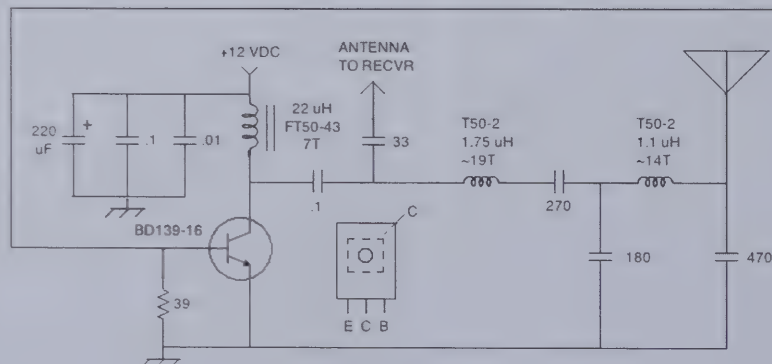 +12 VDC
ANTENNA
TO RECVR
220
uF
+
.1
.01
22 uH
FT50-43
7T
33
T50-2
1.75 uH
~19T
T50-2
1.1 uH
~14T
.1
270
BD139-16
C
180
470
39
E C B